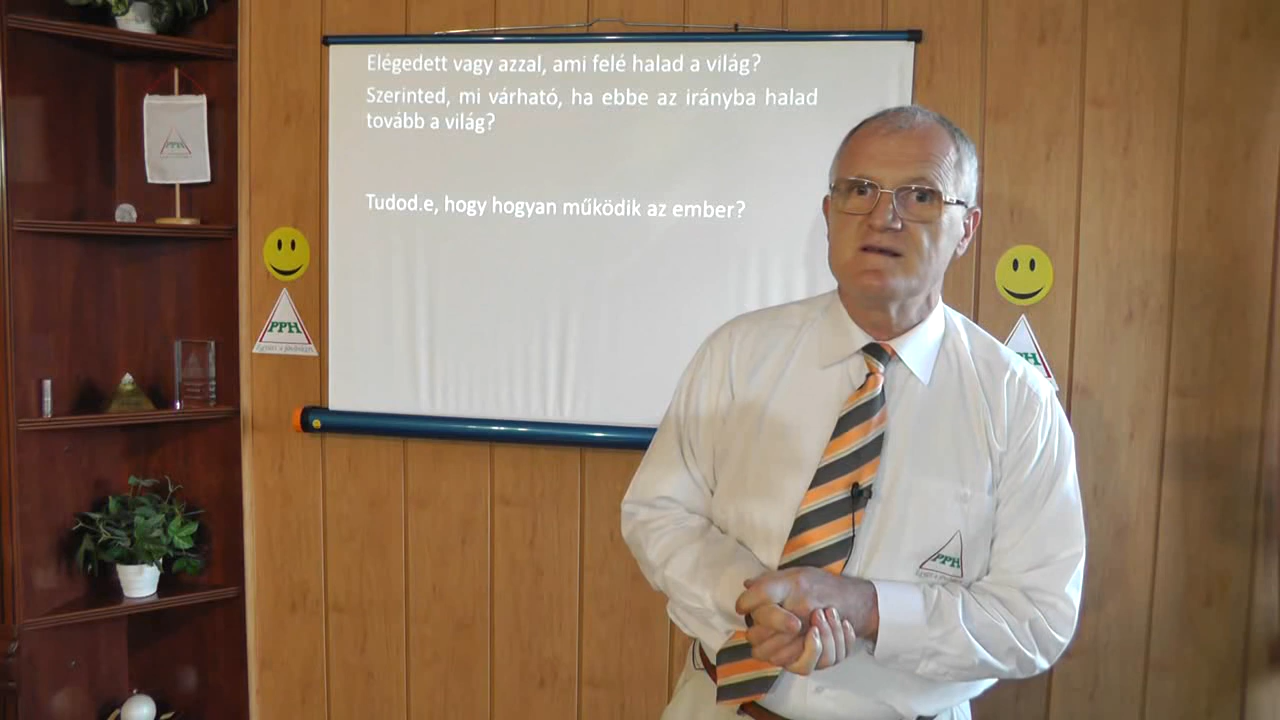 Elégedett vagy azzal, ami felé halad a világ?
Szerinted, mi várható, ha ebbe az irányba halad
tovább a világ?
Tudod.e, hogy hogyan működik az ember?
PPH
PPH
PPH